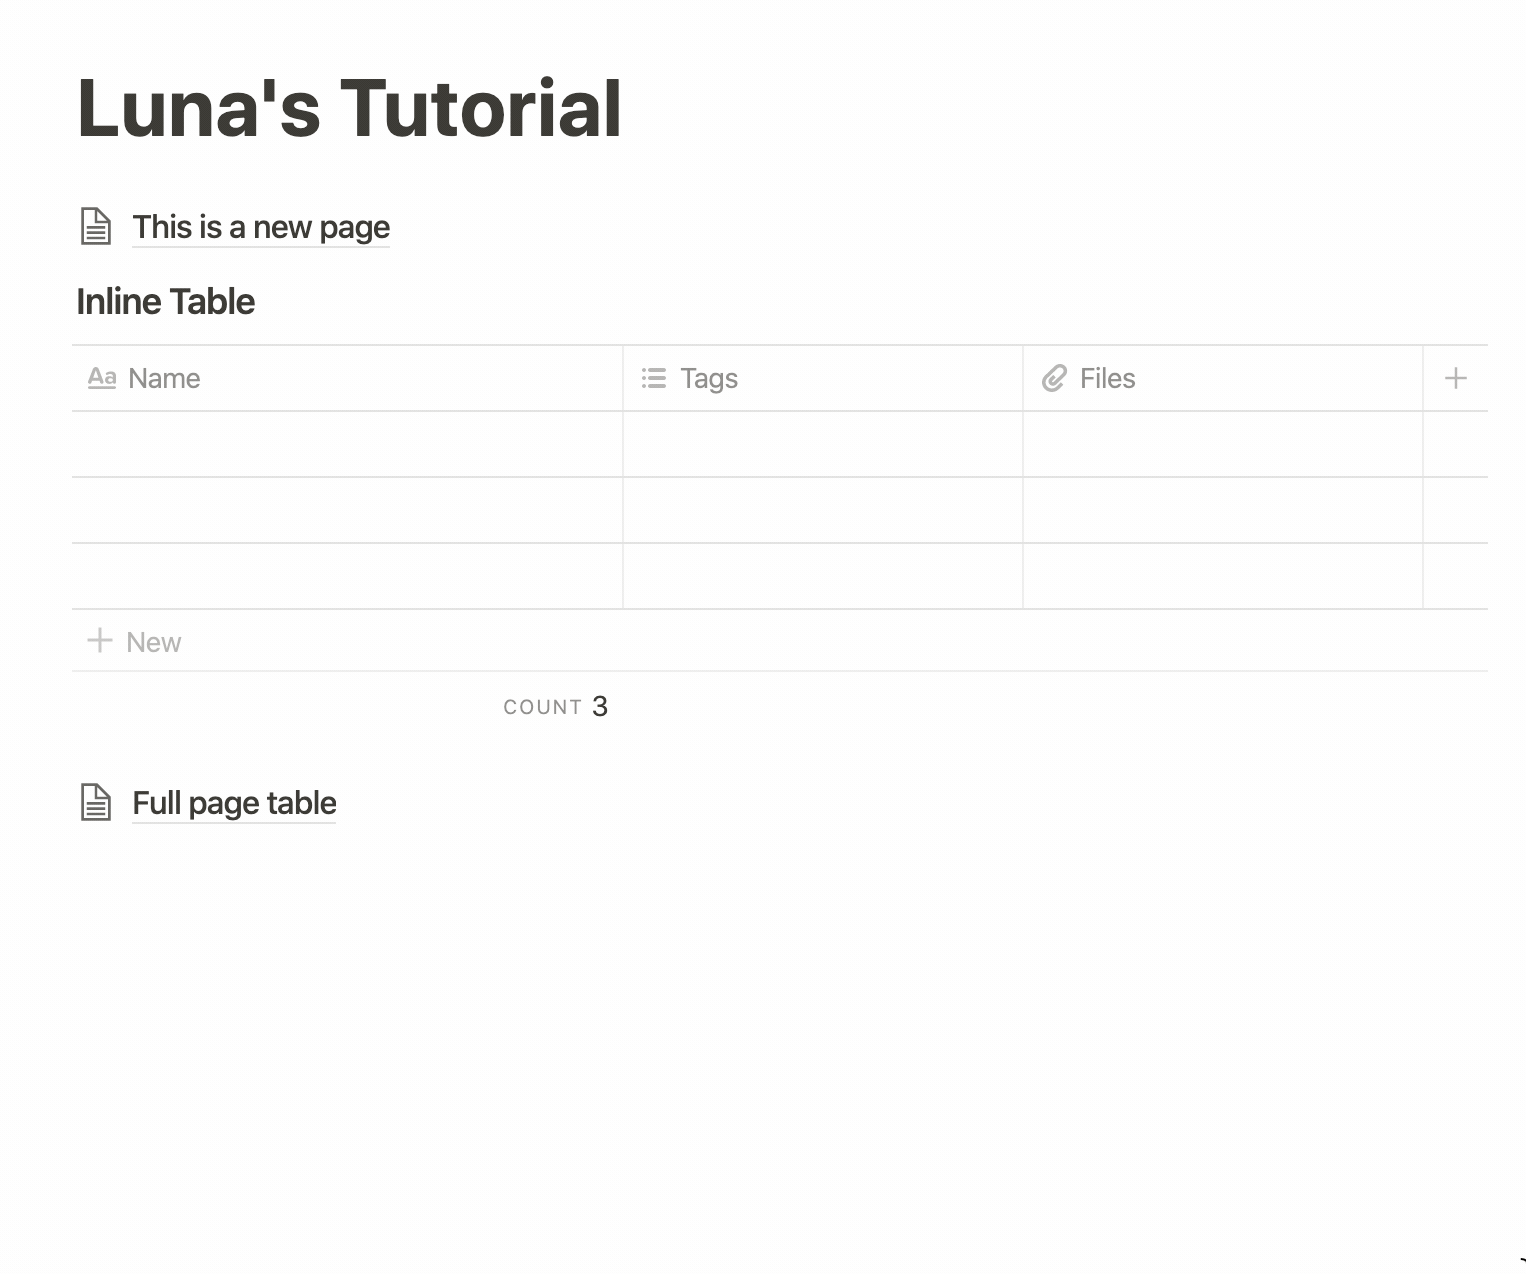 Luna's Tutorial
This is a new page
Inline Table
Aa Name Tags Files +
+ New
COUNT 3
Full page table